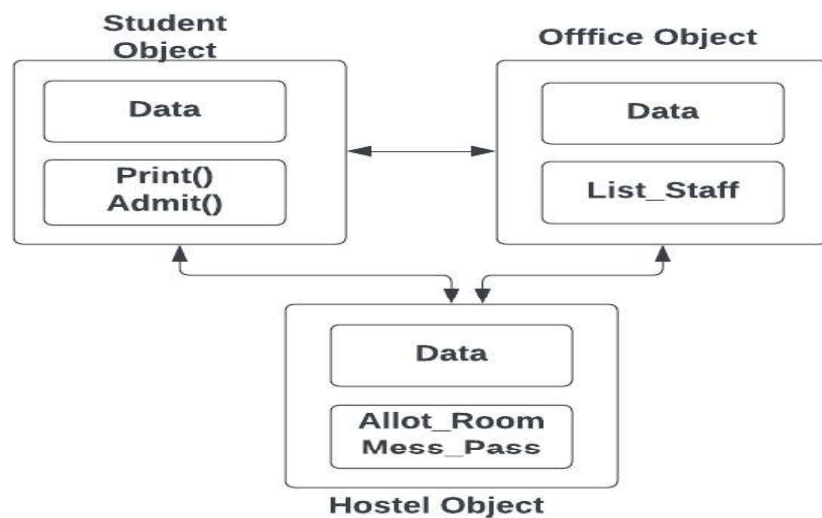 Student
Object
Data
Print()
Admit()
Offfice Object
Data
List_Staff
Data
Allot_Room
Mess_Pass
Hostel Object